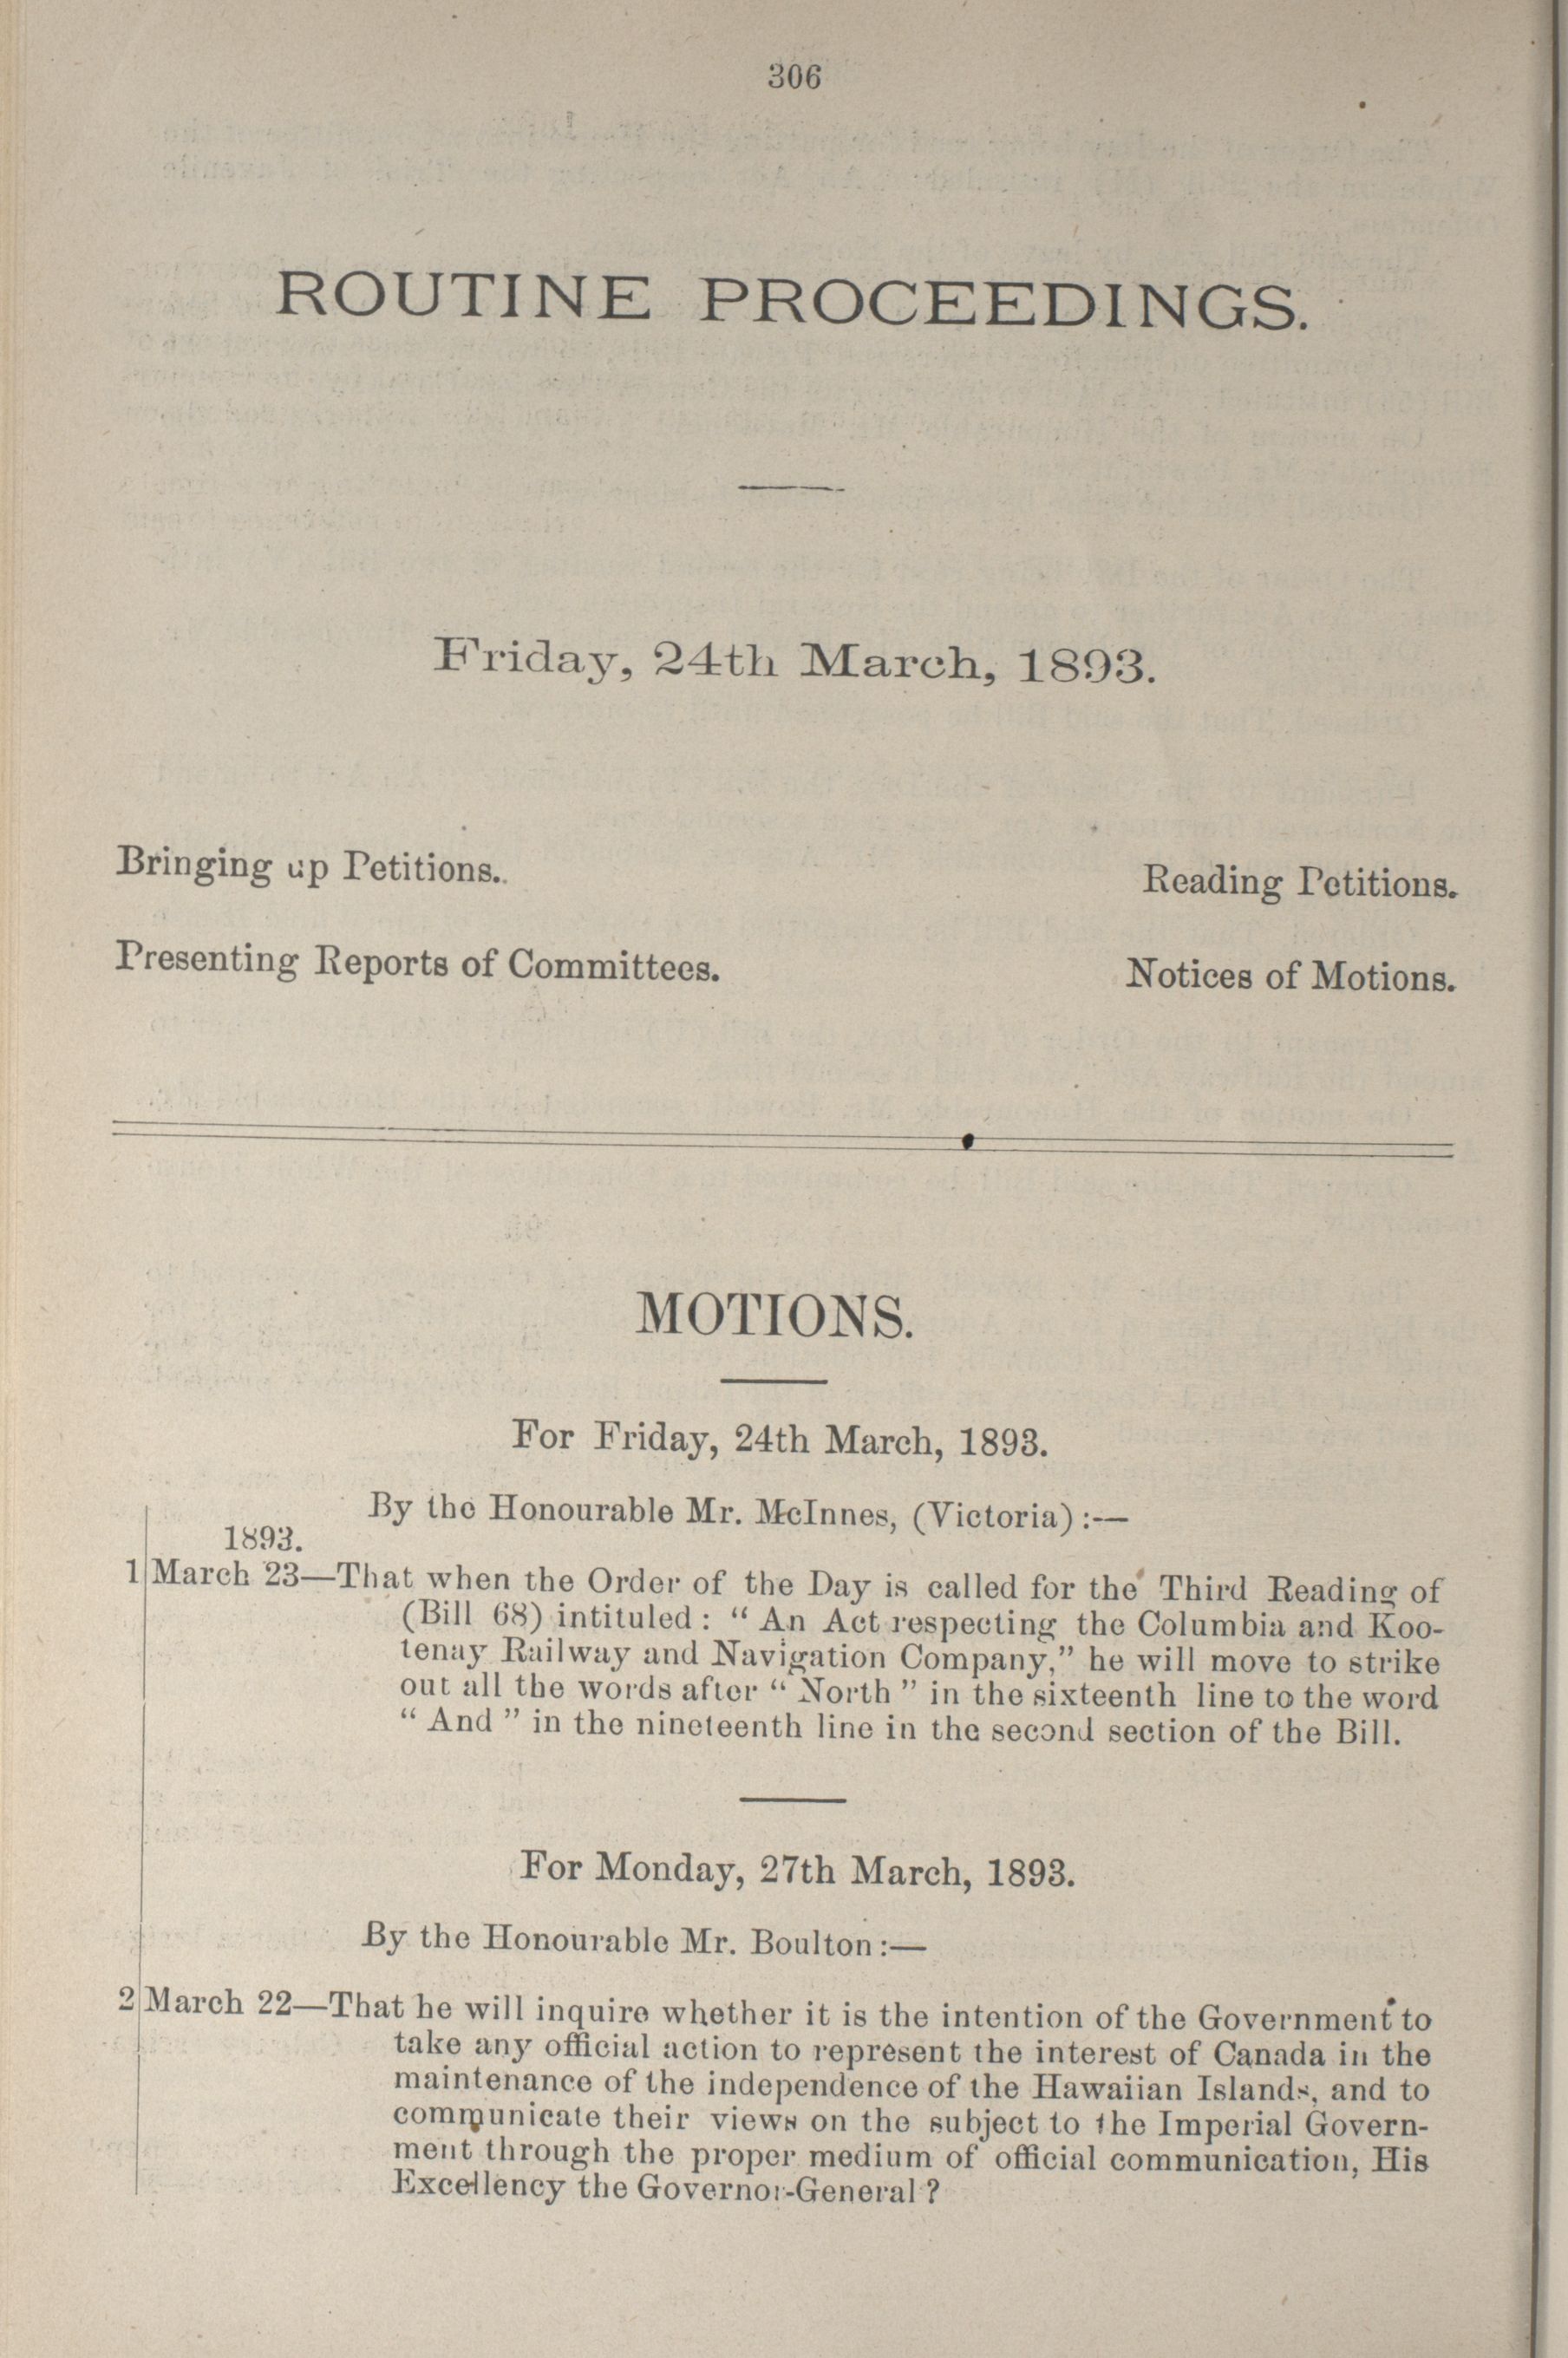 306
ROUTINE PROCEEDINGS.
Friday, 24th March, 1893.
Bringing up Petitions.
Reading Petitions.
Presenting Reports of Committees.
Notices of Motions.
MOTIONS.
For Friday, 24th March, 1893.
By the Honourable Mr. McInnes, (Victoria) :—
1893.
1 March 23—That when the Order of the Day is called for the Third Reading of
(Bill 68) intituled : “ An Act respecting the Columbia and Koo-
tenay Railway and Navigation Company,” he will move to strike
out all the words after “ North ” in the sixteenth line to the word
“ And ” in the nineteenth line in the second section of the Bill.
For Monday, 27th March, 1893.
By the Honourable Mr. Boulton :—
2 March 22—That he will inquire whether it is the intention of the Government to
take any official action to represent the interest of Canada in the
maintenance of the independence of the Hawaiian Islands, and to
communicate their views on the subject to the Imperial Govern-
ment through the proper medium of official communication, His
Excellency the Governor-General ?